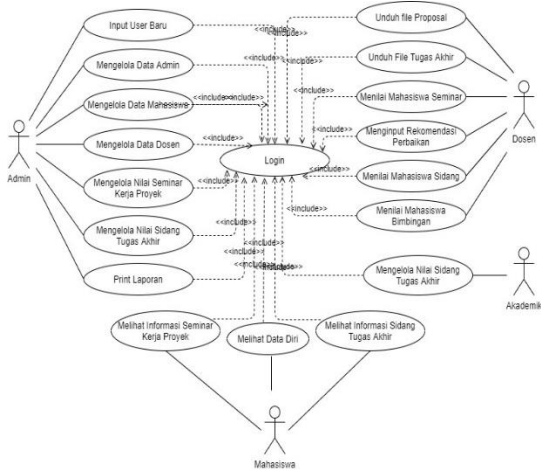 Input User Baru
Unduh file Proposal
<<include>>
<<include>>
Mengelola Data Admin
Unduh File Tugas Akhir
<<include>>
<<include>>
Mengelola Data Mahasiswa
<<include>>
<<include>>
<<include>>
Menilai Mahasiswa Seminar
Admin
Mengelola Data Dosen
<<include>>
<<include>>
Menginput Rekomendasi
Perbaikan
Dosen
Login
Mengelola Nilai Seminar
Kerja Proyek
<<include>>
<<include>>
Menilai Mahasiswa Sidang
Mengelola Nilai Sidang
Tugas Akhir
<<include>>
<<include>>
Menilai Mahasiswa
Bimbingan
Print Laporan
<<include>>
<<include>>
Mengelola Nilai Sidang
Tugas Akhir
Akademik
Melihat Informasi Seminar
Kerja Proyek
Melihat Data Diri
Melihat Informasi Sidang
Tugas Akhir
Mahasiswa